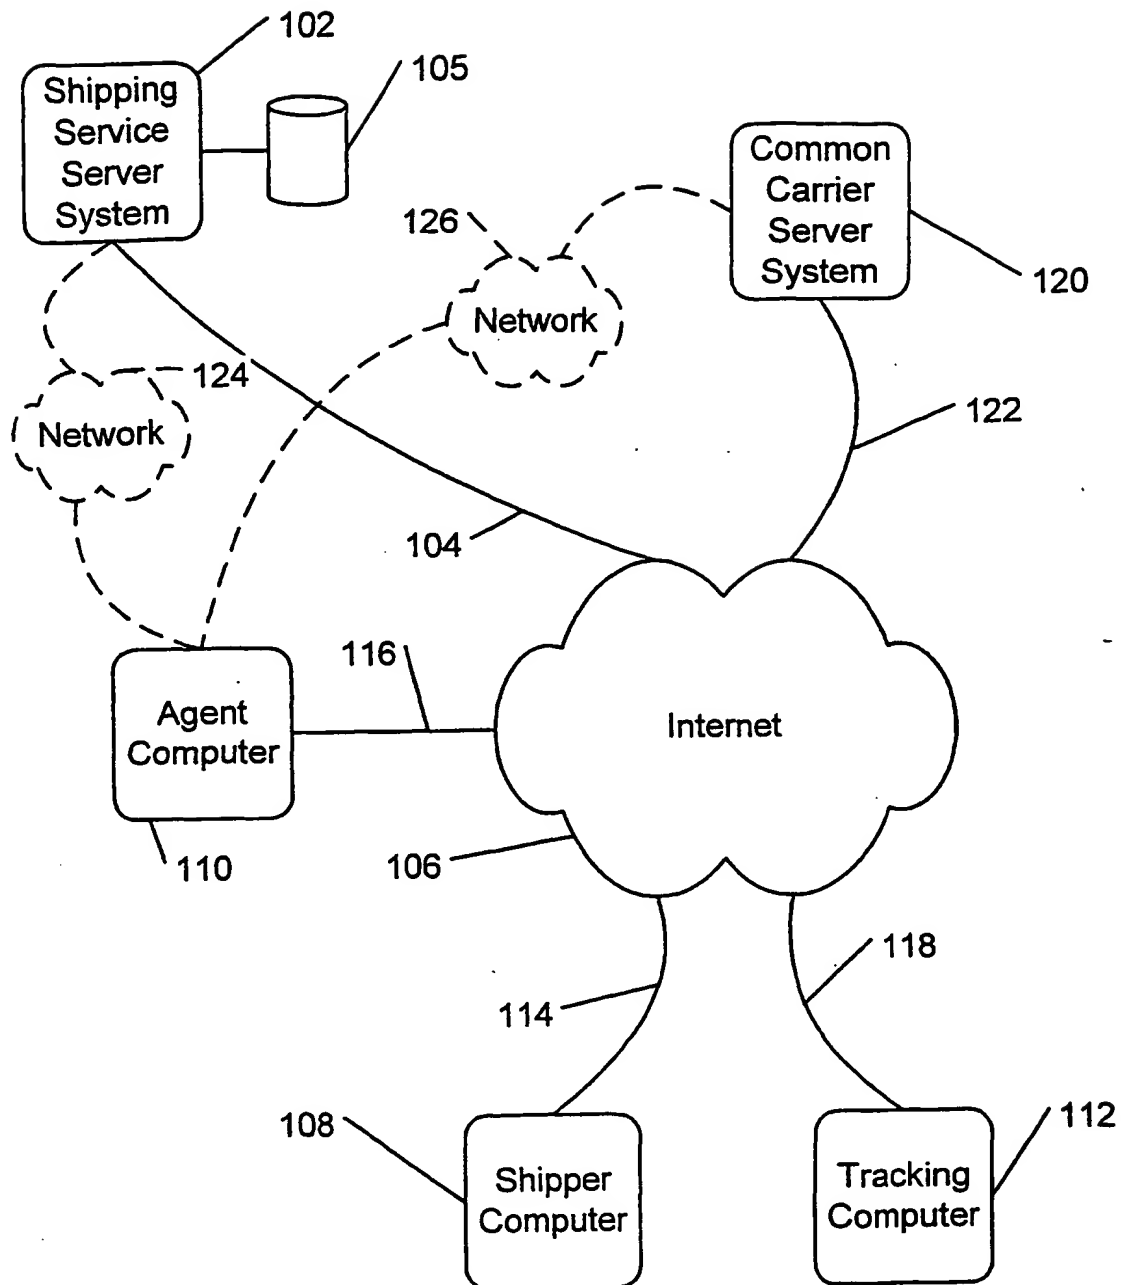 102
105
Shipping
Service
Server
System
Common
Carrier
Server
System
126
120
Network
124
Network
122
104
116
Agent
Computer
Internet
106
110
118
114
108
112
Shipper
Computer
Tracking
Computer